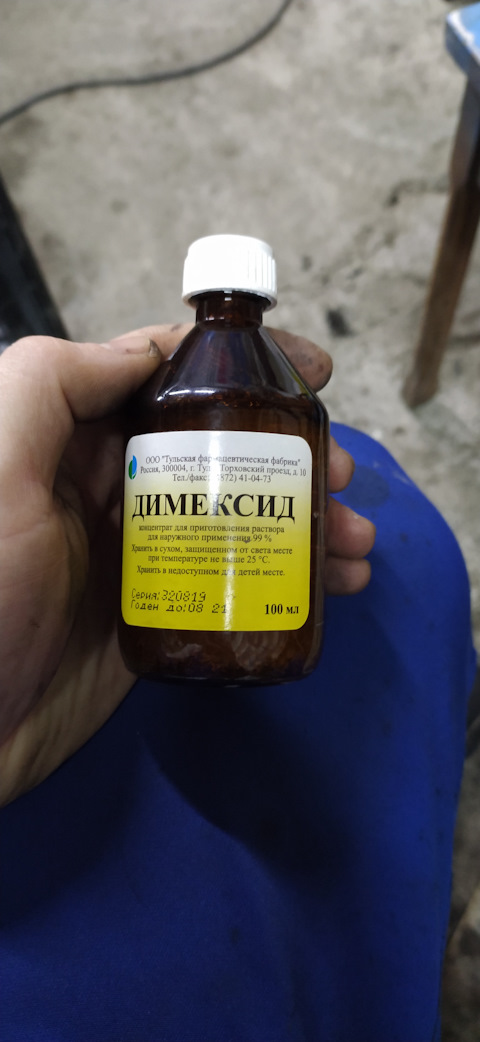 ООО "Тульская фармацевтическая фабрика"
Россия, 300004, г. Тула, Торховский проезд, д. 10
Тел./факс: (4872) 41-04-73
ДИМЕКСИД
концентрат для приготовления раствора
для наружного применения 99 %
Хранить в сухом, защищенном от света месте
при температуре не выше 25 °С.
Хранить в недоступном для детей месте.
Серия:320819
Годен до:08 21
100 мл